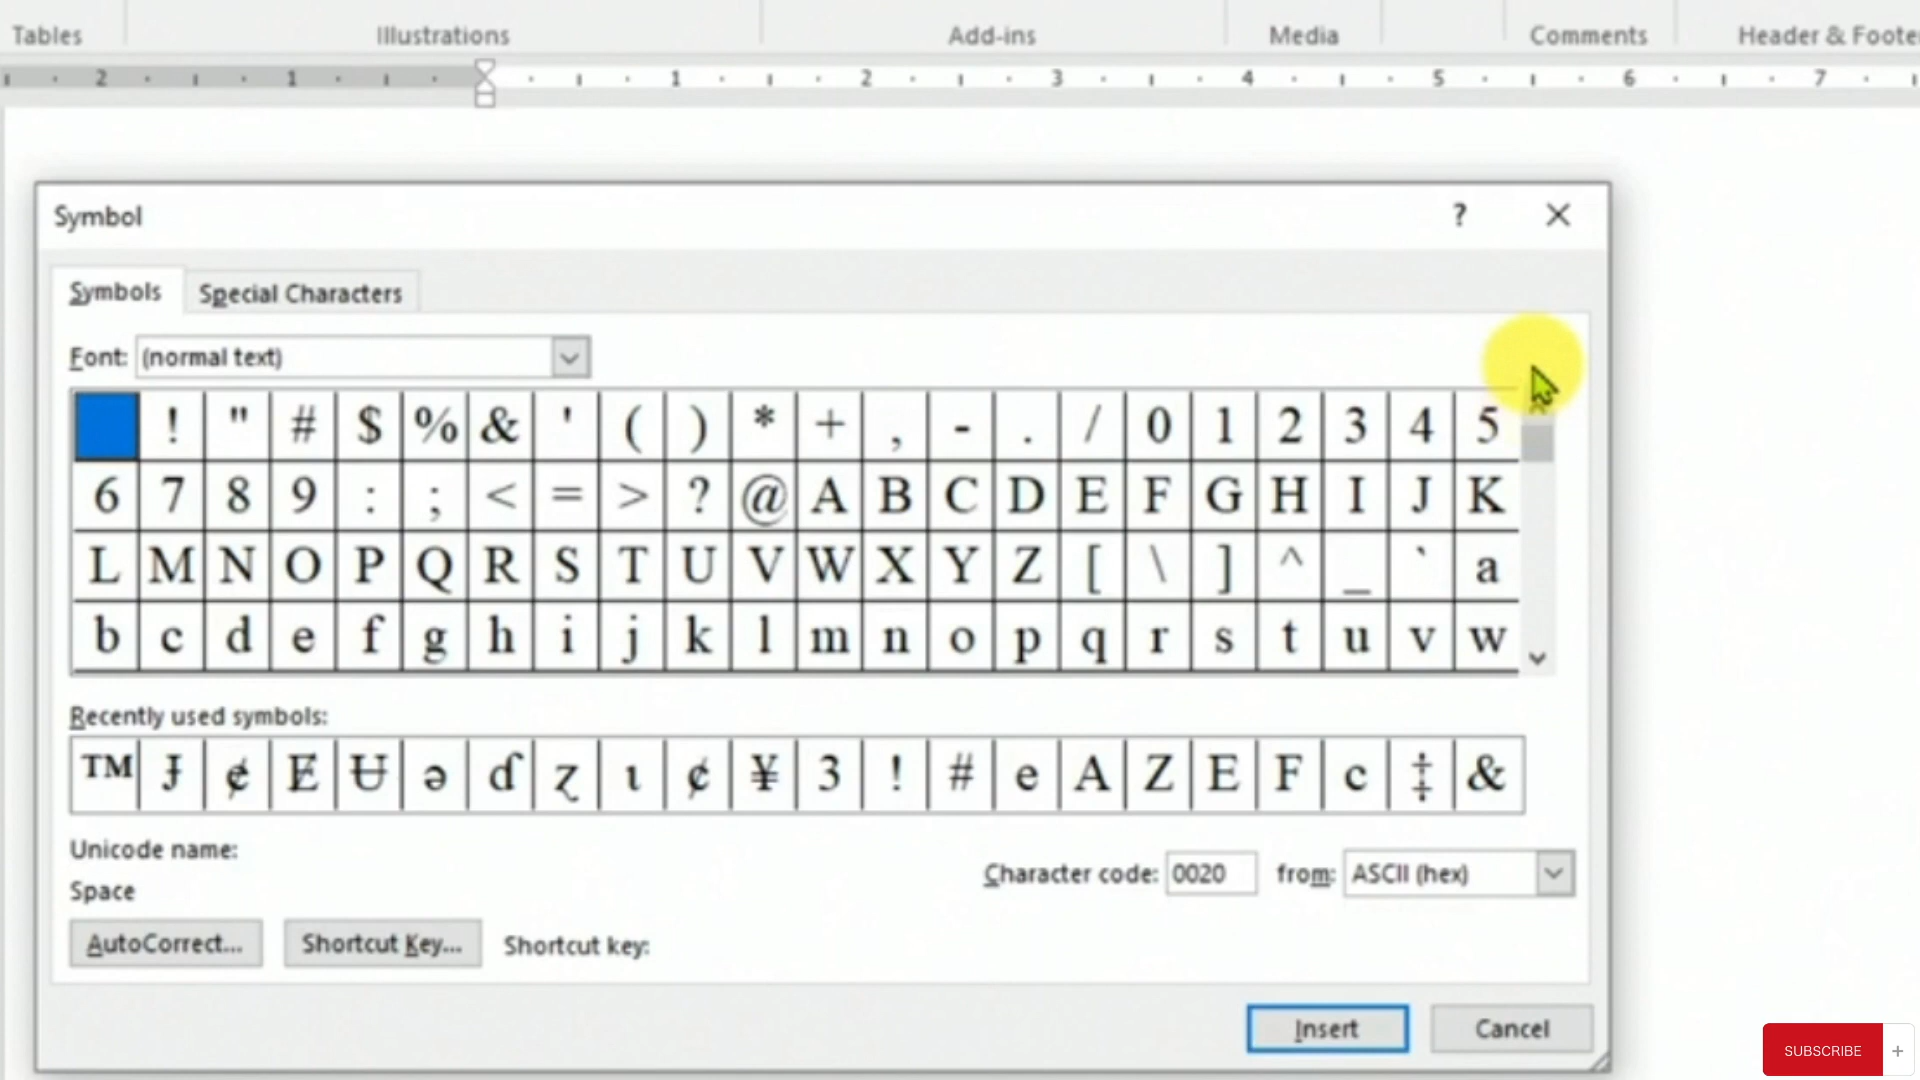 Tables Illustrations Add-ins Media Comments Header & Foote
2 1 1 2 3 4 5 6 7
Symbol ?
Symbols Special Characters
Font: (normal text)
! " # $ % & ' ( ) * + , - . / 0 1 2 3 4 5
6 7 8 9 : ; < = > ? @ A B C D E F G H I J K
L M N O P Q R S T U V W X Y Z [ \ ] ^ _ ` a
b c d e f g h i j k l m n o p q r s t u v w
Recently used symbols:
™ Ɉ ȼ Ɇ Ʉ ə ɗ ɀ ɩ ¢ ¥ 3 ! # e A Z E F c ‡ &
Unicode name:
Space
Character code: 0020 from: ASCII (hex)
AutoCorrect... Shortcut Key... Shortcut key:
Insert Cancel
SUBSCRIBE +